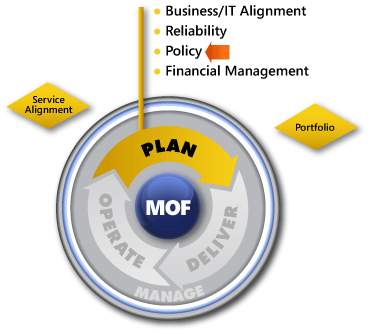 • Business/IT Alignment
• Reliability
• Policy
• Financial Management
Service
Alignment
Portfolio
PLAN
MOF
OPERATE
DELIVER
MANAGE